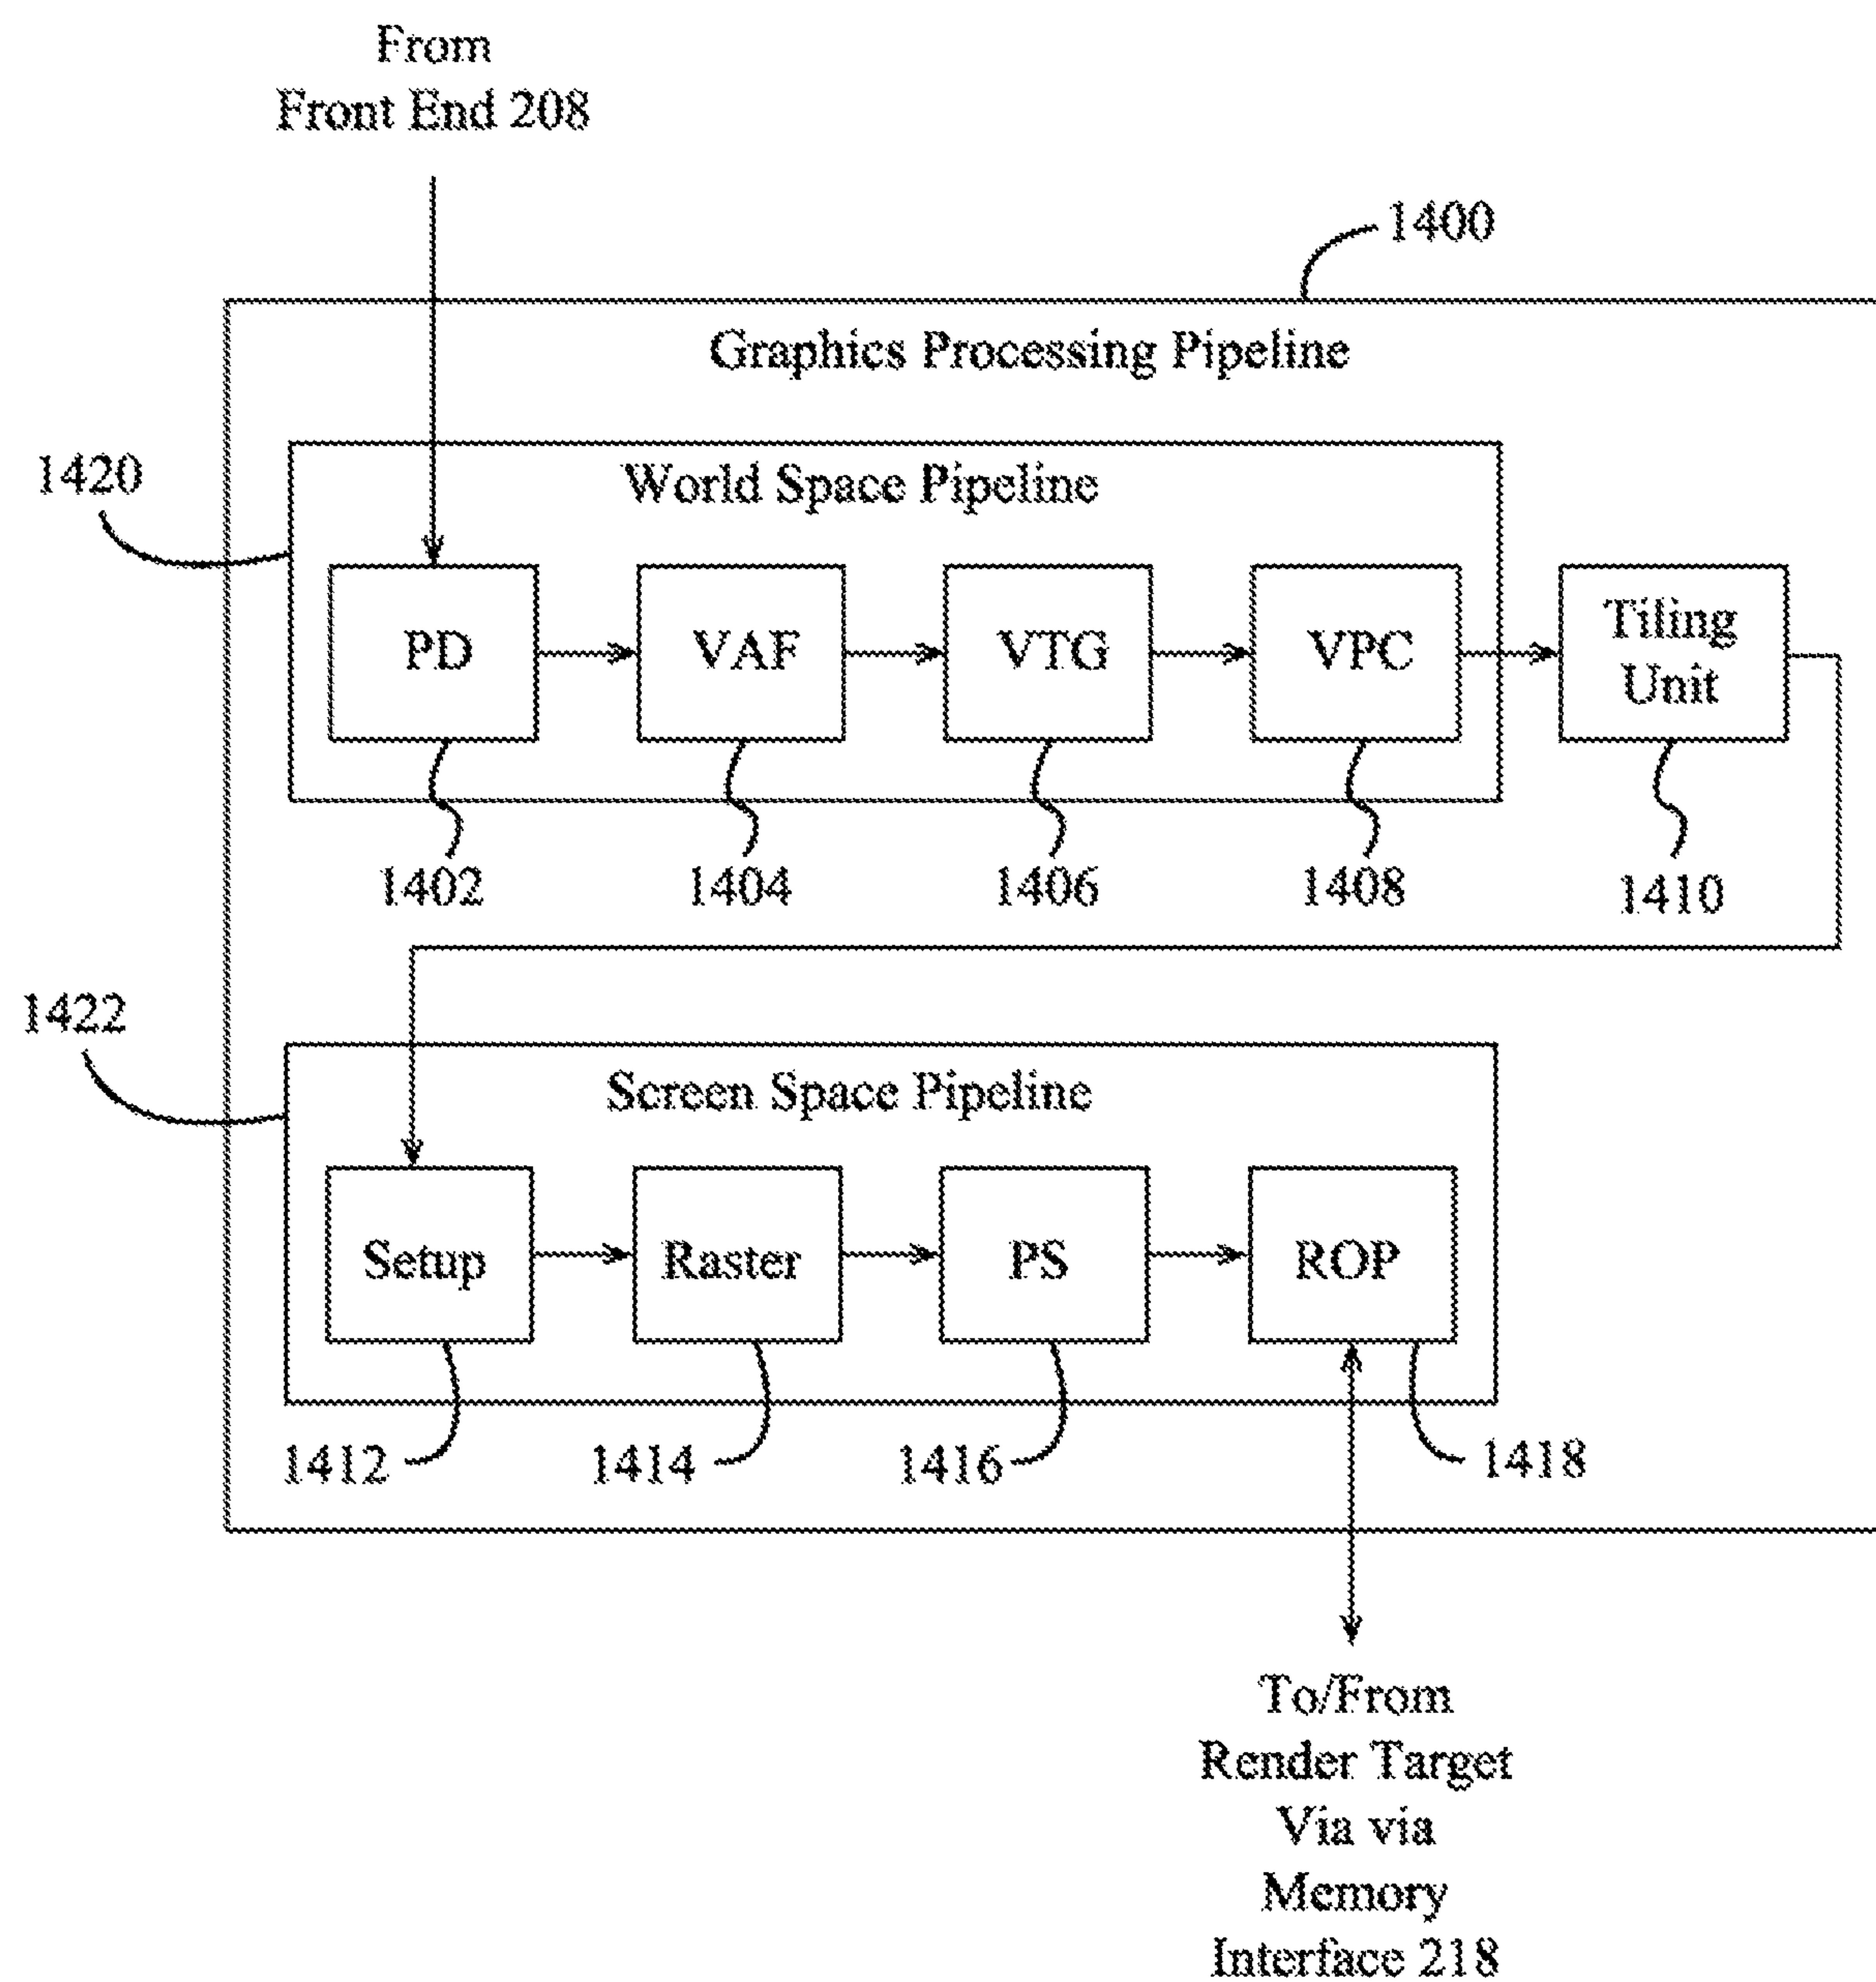 From
Front End 208
1400
Graphics Processing Pipeline
1420
World Space Pipeline
PD
VAF
VTG
VPC
Tiling
Unit
1402
1404
1406
1408
1410
1422
Screen Space Pipeline
Setup
Raster
PS
ROP
1412
1414
1416
1418
To/From
Render Target
Via via
Memory
Interface 218